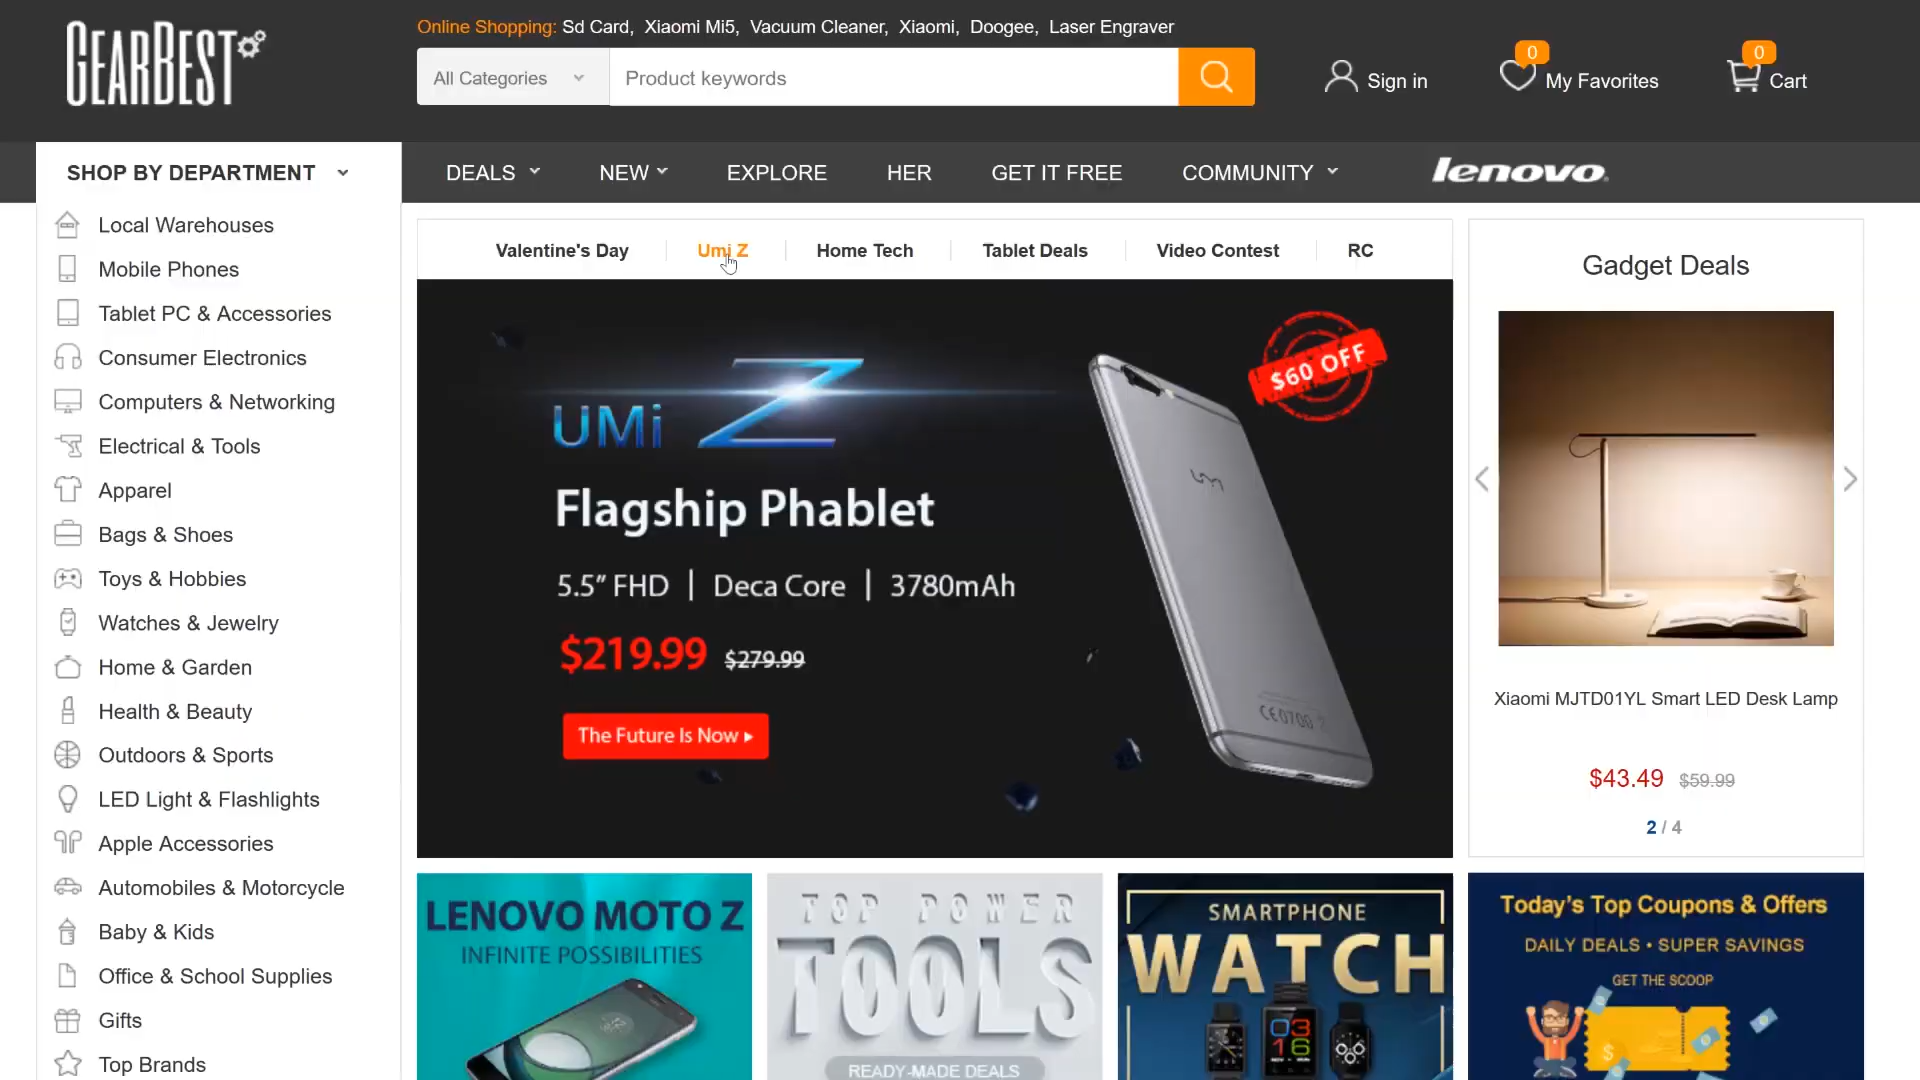 GEARBEST
Online Shopping: Sd Card, Xiaomi Mi5, Vacuum Cleaner, Xiaomi, Doogee, Laser Engraver
All Categories
Product keywords
Sign in
0
My Favorites
0
Cart
SHOP BY DEPARTMENT
DEALS
NEW
EXPLORE
HER
GET IT FREE
COMMUNITY
lenovo
Local Warehouses
Mobile Phones
Tablet PC & Accessories
Consumer Electronics
Computers & Networking
Electrical & Tools
Apparel
Bags & Shoes
Toys & Hobbies
Watches & Jewelry
Home & Garden
Health & Beauty
Outdoors & Sports
LED Light & Flashlights
Apple Accessories
Automobiles & Motorcycle
Baby & Kids
Office & School Supplies
Gifts
Top Brands
Valentine's Day
Umi Z
Home Tech
Tablet Deals
Video Contest
RC
UMi Z
$60 OFF
Flagship Phablet
5.5” FHD | Deca Core | 3780mAh
$219.99 $279.99
The Future Is Now
umi
CE0700
Gadget Deals
Xiaomi MJTD01YL Smart LED Desk Lamp
$43.49 $59.99
2 / 4
LENOVO MOTO Z
INFINITE POSSIBILITIES
TOP POWER
TOOLS
READY-MADE DEALS
SMARTPHONE
WATCH
03
16
Today's Top Coupons & Offers
DAILY DEALS • SUPER SAVINGS
GET THE SCOOP